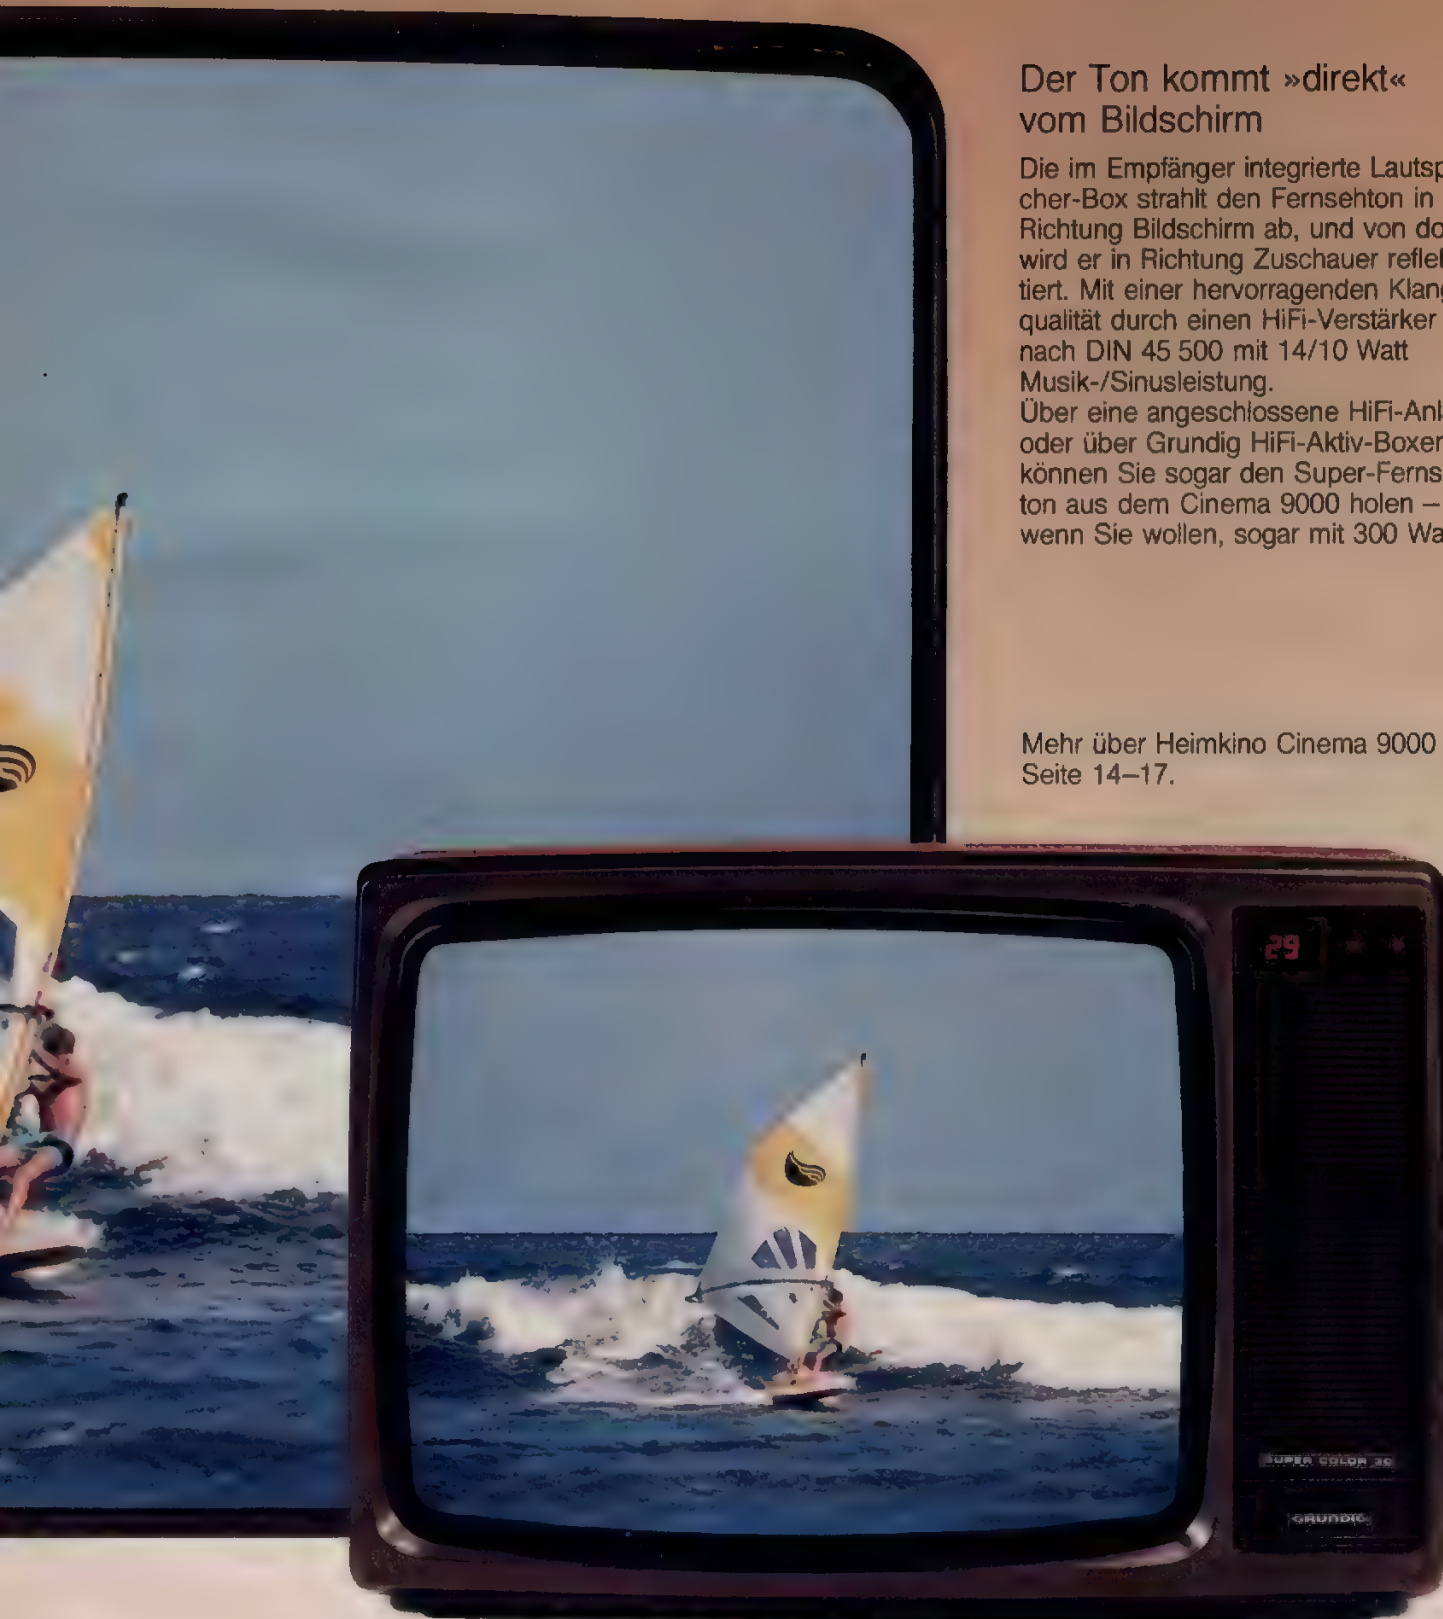 Der Ton kommt »direkt«
vom Bildschirm
Die im Empfänger integrierte Lautsp
cher-Box strahlt den Fernsehton in
Richtung Bildschirm ab, und von do
wird er in Richtung Zuschauer reflek
tiert. Mit einer hervorragenden Klang
qualität durch einen HiFi-Verstärker
nach DIN 45 500 mit 14/10 Watt
Musik-/Sinusleistung.
Über eine angeschlossene HiFi-Anl
oder über Grundig HiFi-Aktiv-Boxen
können Sie sogar den Super-Ferns
ton aus dem Cinema 9000 holen –
wenn Sie wollen, sogar mit 300 Wa
Mehr über Heimkino Cinema 9000
Seite 14–17.
29
SUPER COLOR 30
GRUNDIG